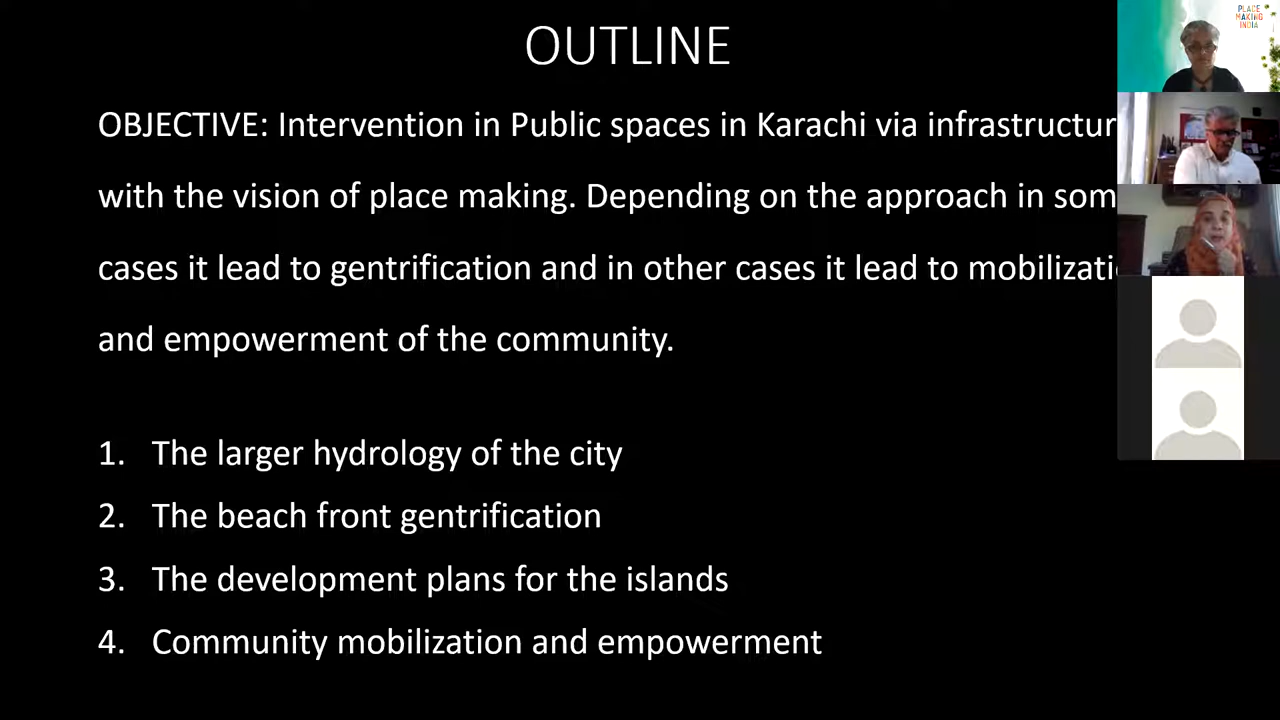 OUTLINE
PLACE
MAKING
INDIA
OBJECTIVE: Intervention in Public spaces in Karachi via
with the vision of place making. Depending on the approach in
cases it lead to gentrification and in other cases it lead to
and empowerment of the community.
1. The larger hydrology of the city
2. The beach front gentrification
3. The development plans for the islands
4. Community mobilization and empowerment